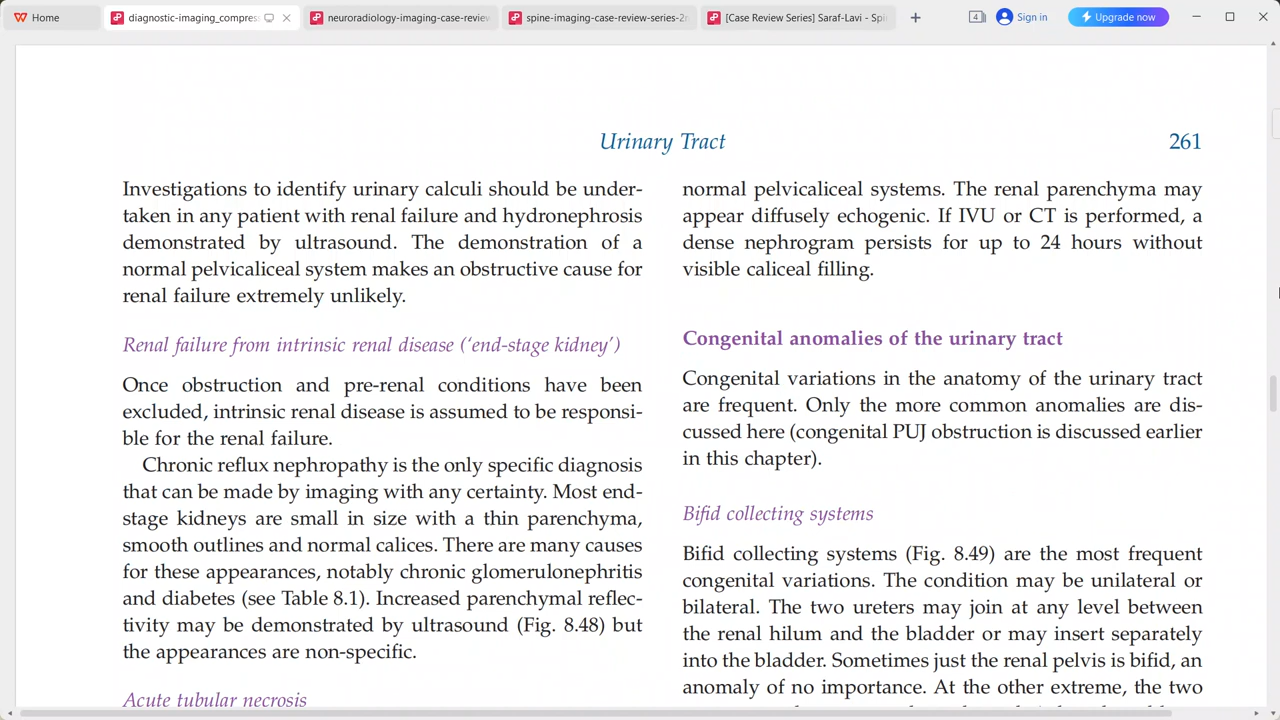 Home
diagnostic-imaging_compres
neuroradiology-imaging-case-review
spine-imaging-case-review-series-2
[Case Review Series] Saraf-Lavi - Spi
4
Sign in
Upgrade now
Urinary Tract
261
Investigations to identify urinary calculi should be under-
taken in any patient with renal failure and hydronephrosis
demonstrated by ultrasound. The demonstration of a
normal pelvicaliceal system makes an obstructive cause for
renal failure extremely unlikely.
Renal failure from intrinsic renal disease (‘end-stage kidney’)
Once obstruction and pre-renal conditions have been
excluded, intrinsic renal disease is assumed to be responsi-
ble for the renal failure.
Chronic reflux nephropathy is the only specific diagnosis
that can be made by imaging with any certainty. Most end-
stage kidneys are small in size with a thin parenchyma,
smooth outlines and normal calices. There are many causes
for these appearances, notably chronic glomerulonephritis
and diabetes (see Table 8.1). Increased parenchymal reflec-
tivity may be demonstrated by ultrasound (Fig. 8.48) but
the appearances are non-specific.
Acute tubular necrosis
normal pelvicaliceal systems. The renal parenchyma may
appear diffusely echogenic. If IVU or CT is performed, a
dense nephrogram persists for up to 24 hours without
visible caliceal filling.
Congenital anomalies of the urinary tract
Congenital variations in the anatomy of the urinary tract
are frequent. Only the more common anomalies are dis-
cussed here (congenital PUJ obstruction is discussed earlier
in this chapter).
Bifid collecting systems
Bifid collecting systems (Fig. 8.49) are the most frequent
congenital variations. The condition may be unilateral or
bilateral. The two ureters may join at any level between
the renal hilum and the bladder or may insert separately
into the bladder. Sometimes just the renal pelvis is bifid, an
anomaly of no importance. At the other extreme, the two